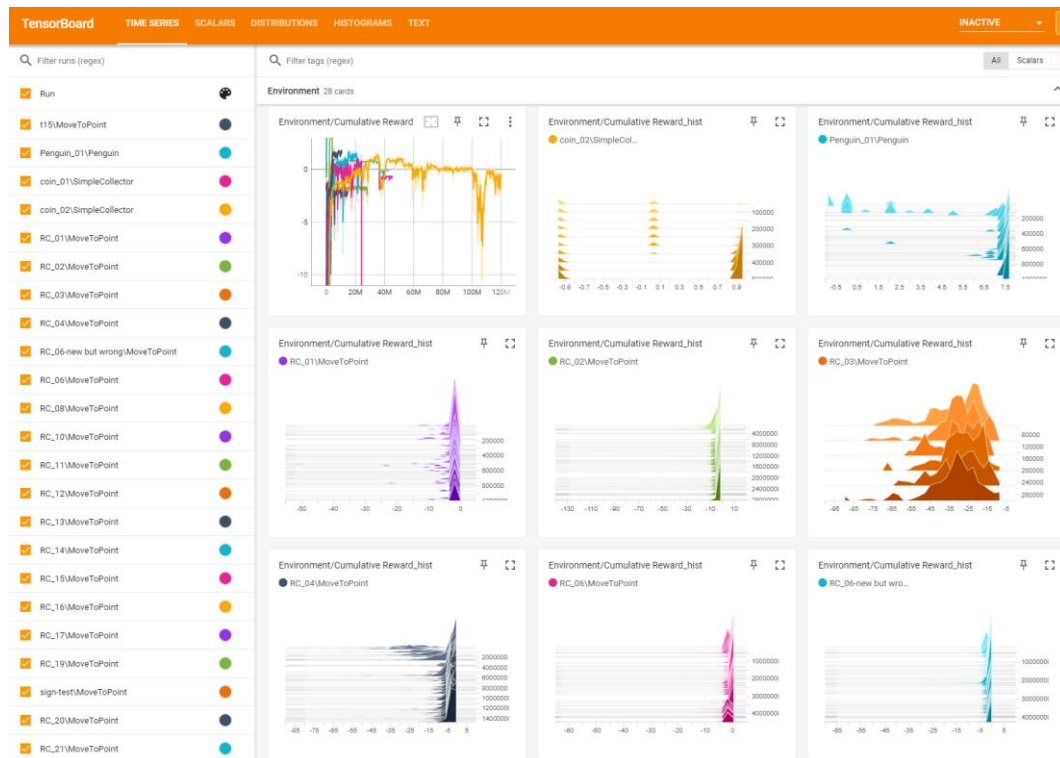 TensorBoard TIME SERIES SCALARS DISTRIBUTIONS HISTOGRAMS TEXT INACTIVE
Filter runs (regex)
Run
t15\MoveToPoint
Penguin_01\Penguin
coin_01\SimpleCollector
coin_02\SimpleCollector
RC_01\MoveToPoint
RC_02\MoveToPoint
RC_03\MoveToPoint
RC_04\MoveToPoint
RC_06-new but wrong\MoveToPoint
RC_06\MoveToPoint
RC_08\MoveToPoint
RC_10\MoveToPoint
RC_11\MoveToPoint
RC_12\MoveToPoint
RC_13\MoveToPoint
RC_14\MoveToPoint
RC_15\MoveToPoint
RC_16\MoveToPoint
RC_17\MoveToPoint
RC_19\MoveToPoint
sign-test\MoveToPoint
RC_20\MoveToPoint
RC_21\MoveToPoint
Filter tags (regex) All Scalars
Environment 28 cards
Environment/Cumulative Reward
0
-5
-10
0 20M 40M 60M 80M 100M 120M
Environment/Cumulative Reward_hist
coin_02\SimpleCol...
100000
200000
300000
400000
-0.9 -0.7 -0.5 -0.3 -0.1 0.1 0.3 0.5 0.7 0.9
Environment/Cumulative Reward_hist
Penguin_01\Penguin
200000
400000
600000
800000
-0.5 0.5 1.5 2.5 3.5 4.5 5.5 6.5 7.5
Environment/Cumulative Reward_hist
RC_01\MoveToPoint
200000
400000
600000
800000
-50 -40 -30 -20 -10 0
Environment/Cumulative Reward_hist
RC_02\MoveToPoint
4000000
8000000
12000000
16000000
20000000
24000000
-130 -110 -90 -70 -50 -30 -10 10
Environment/Cumulative Reward_hist
RC_03\MoveToPoint
80000
120000
160000
200000
240000
280000
-95 -85 -75 -65 -55 -45 -35 -25 -15 -5
Environment/Cumulative Reward_hist
RC_04\MoveToPoint
2000000
4000000
6000000
8000000
-85 -75 -65 -55 -45 -35 -25 -15 -5 5
Environment/Cumulative Reward_hist
RC_06\MoveToPoint
-60 -50 -40 -30 -20 -10 0
Environment/Cumulative Reward_hist
RC_06-new but wro...
-65 -55 -45 -35 -25 -15 -5 5